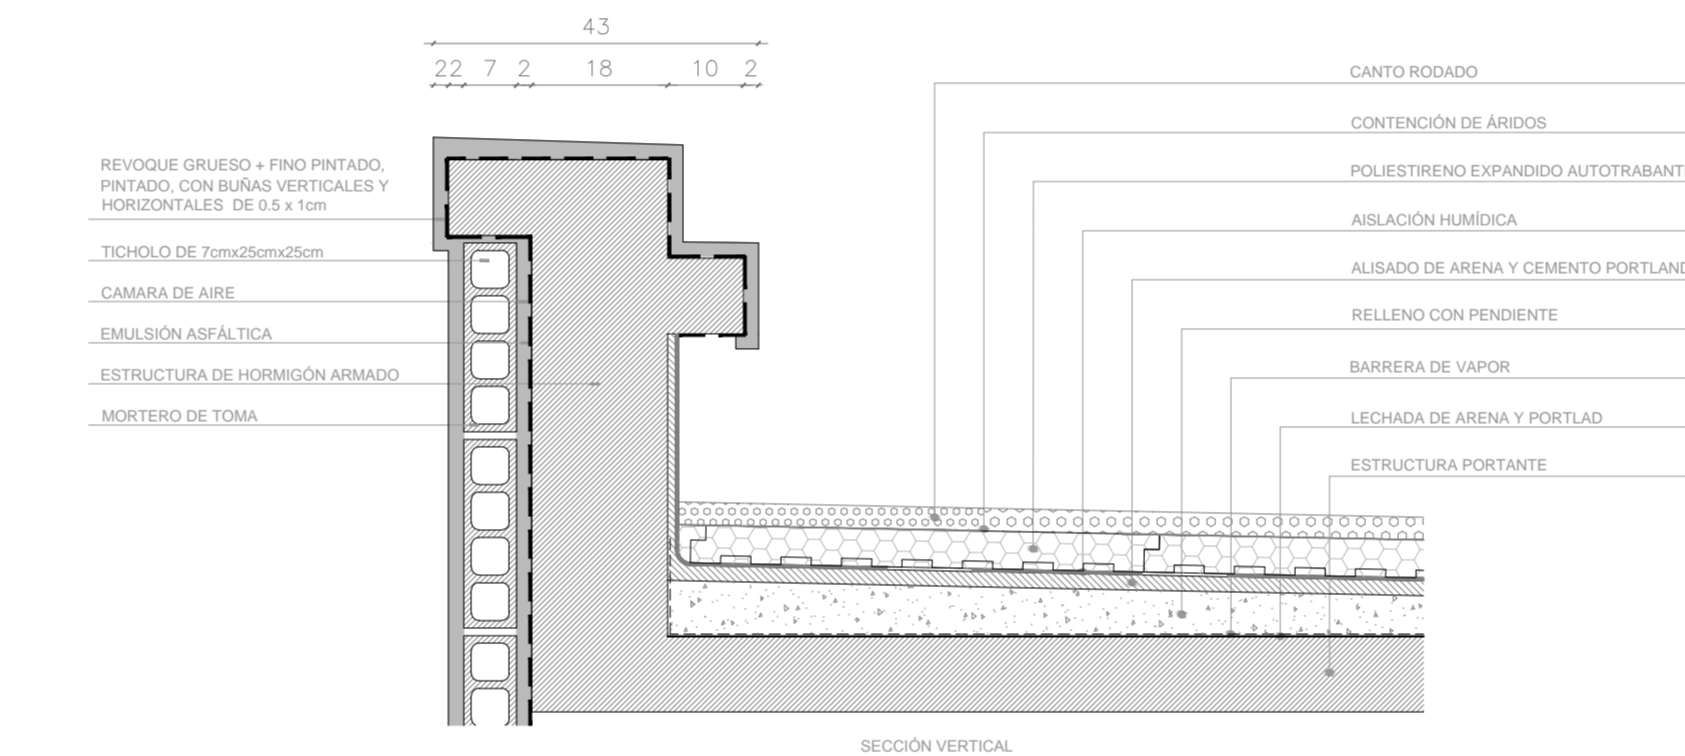 43
22 7 2 18 10 2
REVOQUE GRUESO + FINO PINTADO,
PINTADO, CON BUÑAS VERTICALES Y
HORIZONTALES DE 0.5 x 1cm
TICHOLO DE 7cmx25cmx25cm
CAMARA DE AIRE
EMULSIÓN ASFÁLTICA
ESTRUCTURA DE HORMIGÓN ARMADO
MORTERO DE TOMA
CANTO RODADO
CONTENCIÓN DE ÁRIDOS
POLIESTIRENO EXPANDIDO AUTOTRABANT
AISLACIÓN HUMÍDICA
ALISADO DE ARENA Y CEMENTO PORTLAND
RELLENO CON PENDIENTE
BARRERA DE VAPOR
LECHADA DE ARENA Y PORTLAD
ESTRUCTURA PORTANTE
SECCIÓN VERTICAL